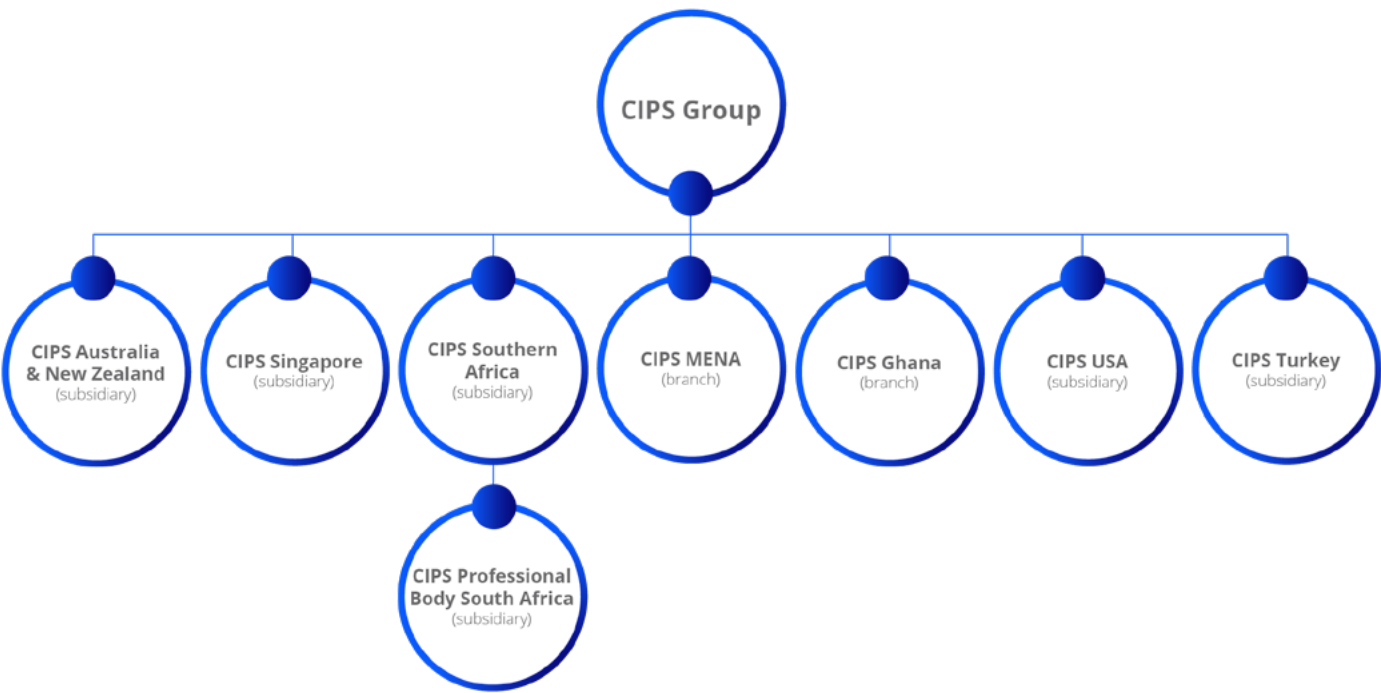 CIPS Group
CIPS Australia
& New Zealand
(subsidiary)
CIPS Singapore
(subsidiary)
CIPS Southern
Africa
(subsidiary)
CIPS MENA
(branch)
CIPS Ghana
(branch)
CIPS USA
(subsidiary)
CIPS Turkey
(subsidiary)
CIPS Professional
Body South Africa
(subsidiary)